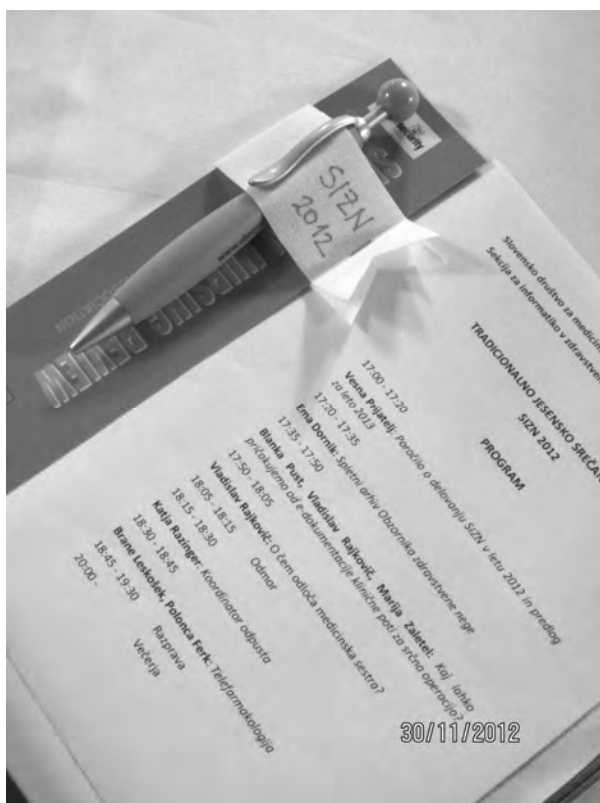 security
SIZN
2012
NURSING REVIEW
Slovensko društvo za medicin
Sekcija za informatiko v zdravstven
TRADICIONALNO JESENSKO SREČA
SIZN 2012
PROGRAM
17:00 - 17:20
Vesna Prijatelj: Poročilo o delovanju SIZN v letu 2012 in predlog
za leto 2013
17:20 - 17:35
Ema Dornik: Spletni arhiv Obzornika zdravstvene nege
17:35 - 17:50
Blanka Pust, Vladislav Rajkovič, Marija Zaletel: Kaj lahko
pričakujemo od e-dokumentacije klinične poti za srčno operacijo?
17:50 - 18:05
Vladislav Rajkovič: O čem odloča medicinska sestra?
18:05 - 18:15 Odmor
18:15 - 18:30
Katja Razinger: Koordinator odpusta
18:30 - 18:45
Brane Leskošek, Polonca Ferk: Telefarmakologija
18:45 - 19:30 Razprava
20:00 - Večerja
30/11/2012